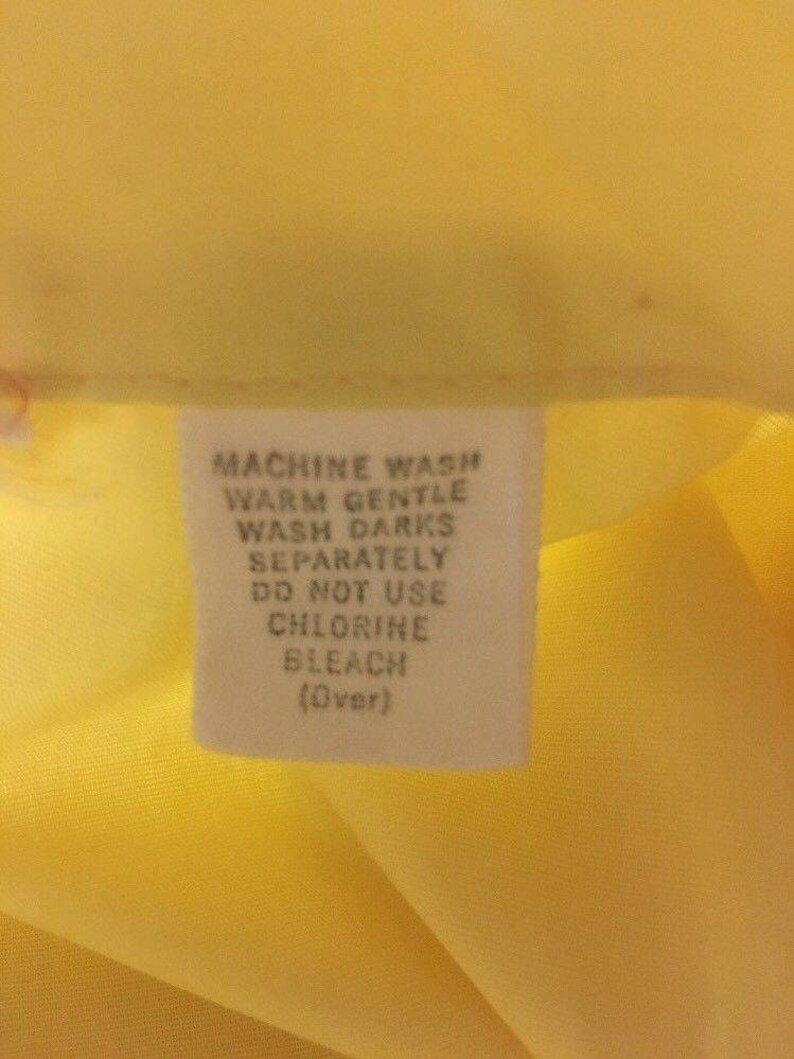 MACHINE WASH
WARM GENTLE
WASH DARKS
SEPARATELY
DO NOT USE
CHLORINE
BLEACH
(Over)